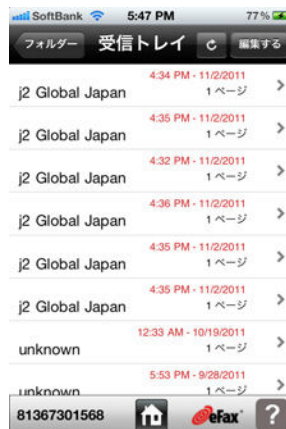 SoftBank 5:47 PM 77%
フォルダー 受信トレイ 編集する
4:34 PM - 11/2/2011
j2 Global Japan 1 ページ
4:35 PM - 11/2/2011
j2 Global Japan 1 ページ
4:32 PM - 11/2/2011
j2 Global Japan 1 ページ
4:36 PM - 11/2/2011
j2 Global Japan 1 ページ
4:35 PM - 11/2/2011
j2 Global Japan 1 ページ
4:35 PM - 11/2/2011
j2 Global Japan 1 ページ
12:33 AM - 10/19/2011
unknown 1 ページ
5:53 PM - 9/28/2011
unknown 1 ページ
81367301568 eFax ?